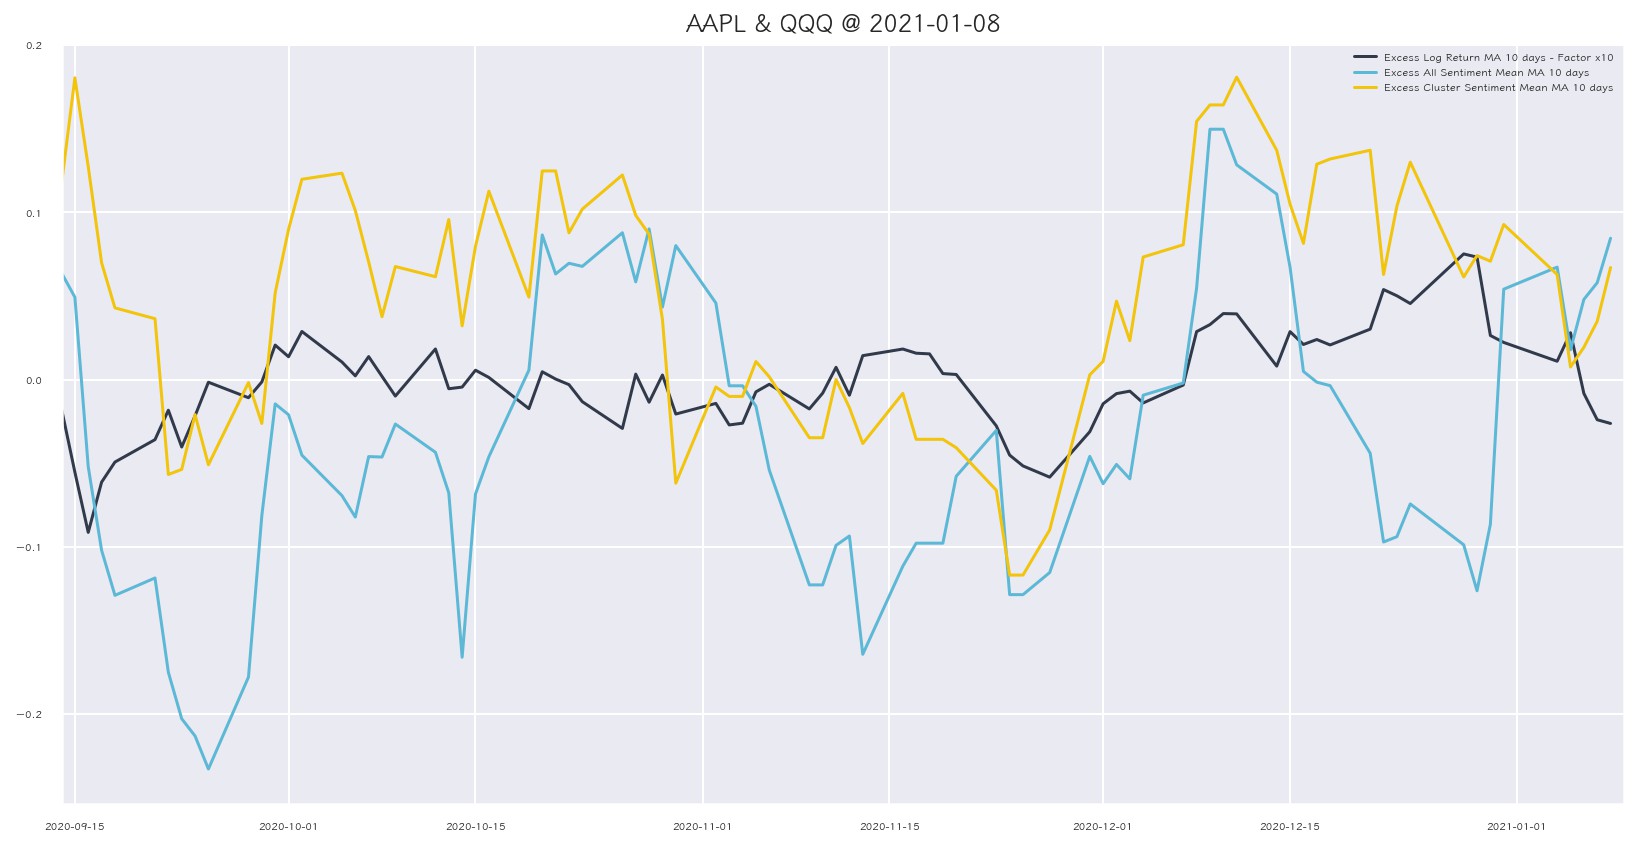 AAPL & QQQ @ 2021-01-08
Excess Log Return MA 10 days - Factor x10
Excess All Sentiment Mean MA 10 days
Excess Cluster Sentiment Mean MA 10 days
0.2
0.1
0.0
−0.1
−0.2
2020-09-15 2020-10-01 2020-10-15 2020-11-01 2020-11-15 2020-12-01 2020-12-15 2021-01-01